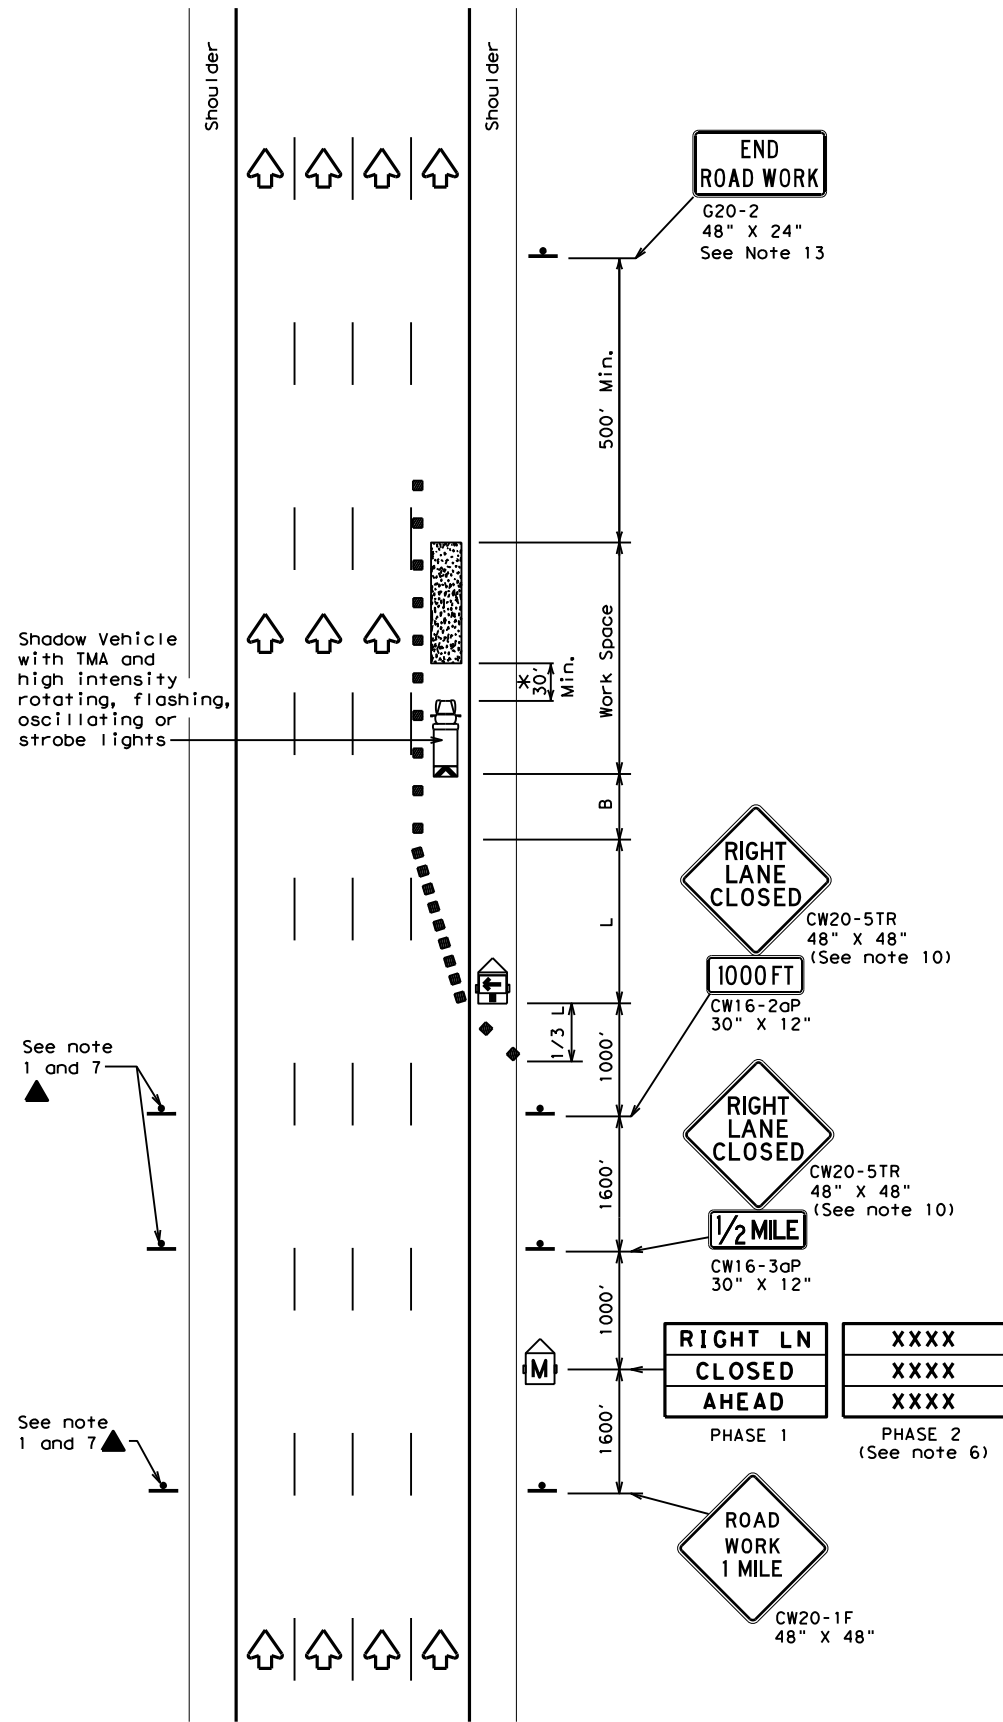 Shoulder
Shoulder
END
ROAD WORK
G20-2
48" X 24"
See Note 13
500' Min.
Shadow Vehicle
with TMA and
high intensity
rotating, flashing,
oscillating or
strobe lights
*
30'
Min.
Work Space
B
L
RIGHT
LANE
CLOSED
CW20-5TR
48" X 48"
(See note 10)
1000 FT
CW16-2aP
30" X 12"
1/3 L
1000'
See note
1 and 7
RIGHT
LANE
CLOSED
CW20-5TR
48" X 48"
(See note 10)
1/2 MILE
CW16-3aP
30" X 12"
1600'
1000'
M
RIGHT LN
CLOSED
AHEAD
PHASE 1
XXXX
XXXX
XXXX
PHASE 2
(See note 6)
See note
1 and 7
1600'
ROAD
WORK
1 MILE
CW20-1F
48" X 48"